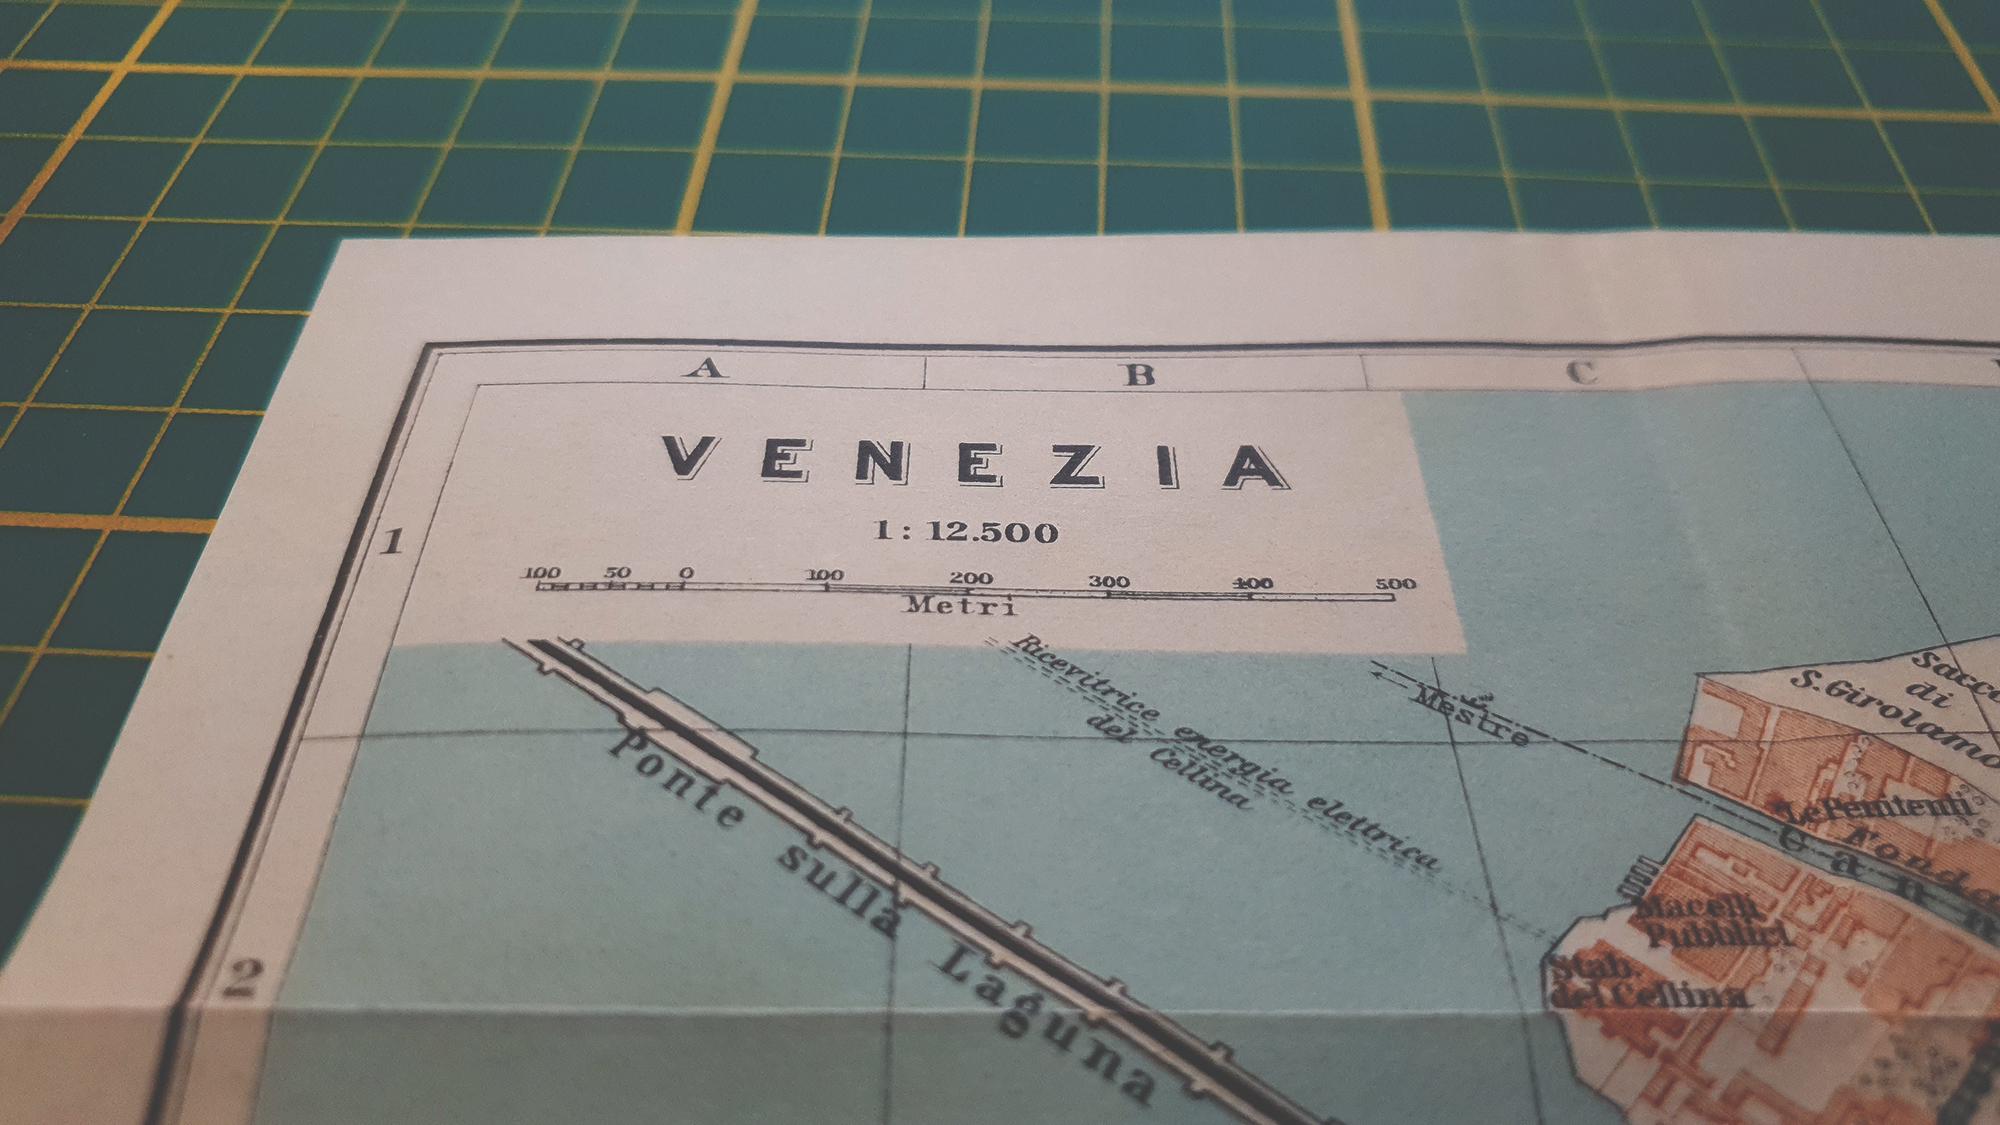 A B C
VENEZIA
1
1: 12.500
100 50 0 100 200 300 400 500
Metri
Ricevitrice energia elettrica
del Cellina
Mestre
Sacca
di
S. Girolamo
Ponte sulla Laguna
Le Penitenti
Macelli
Pubblici
Stab.
del Cellina
2